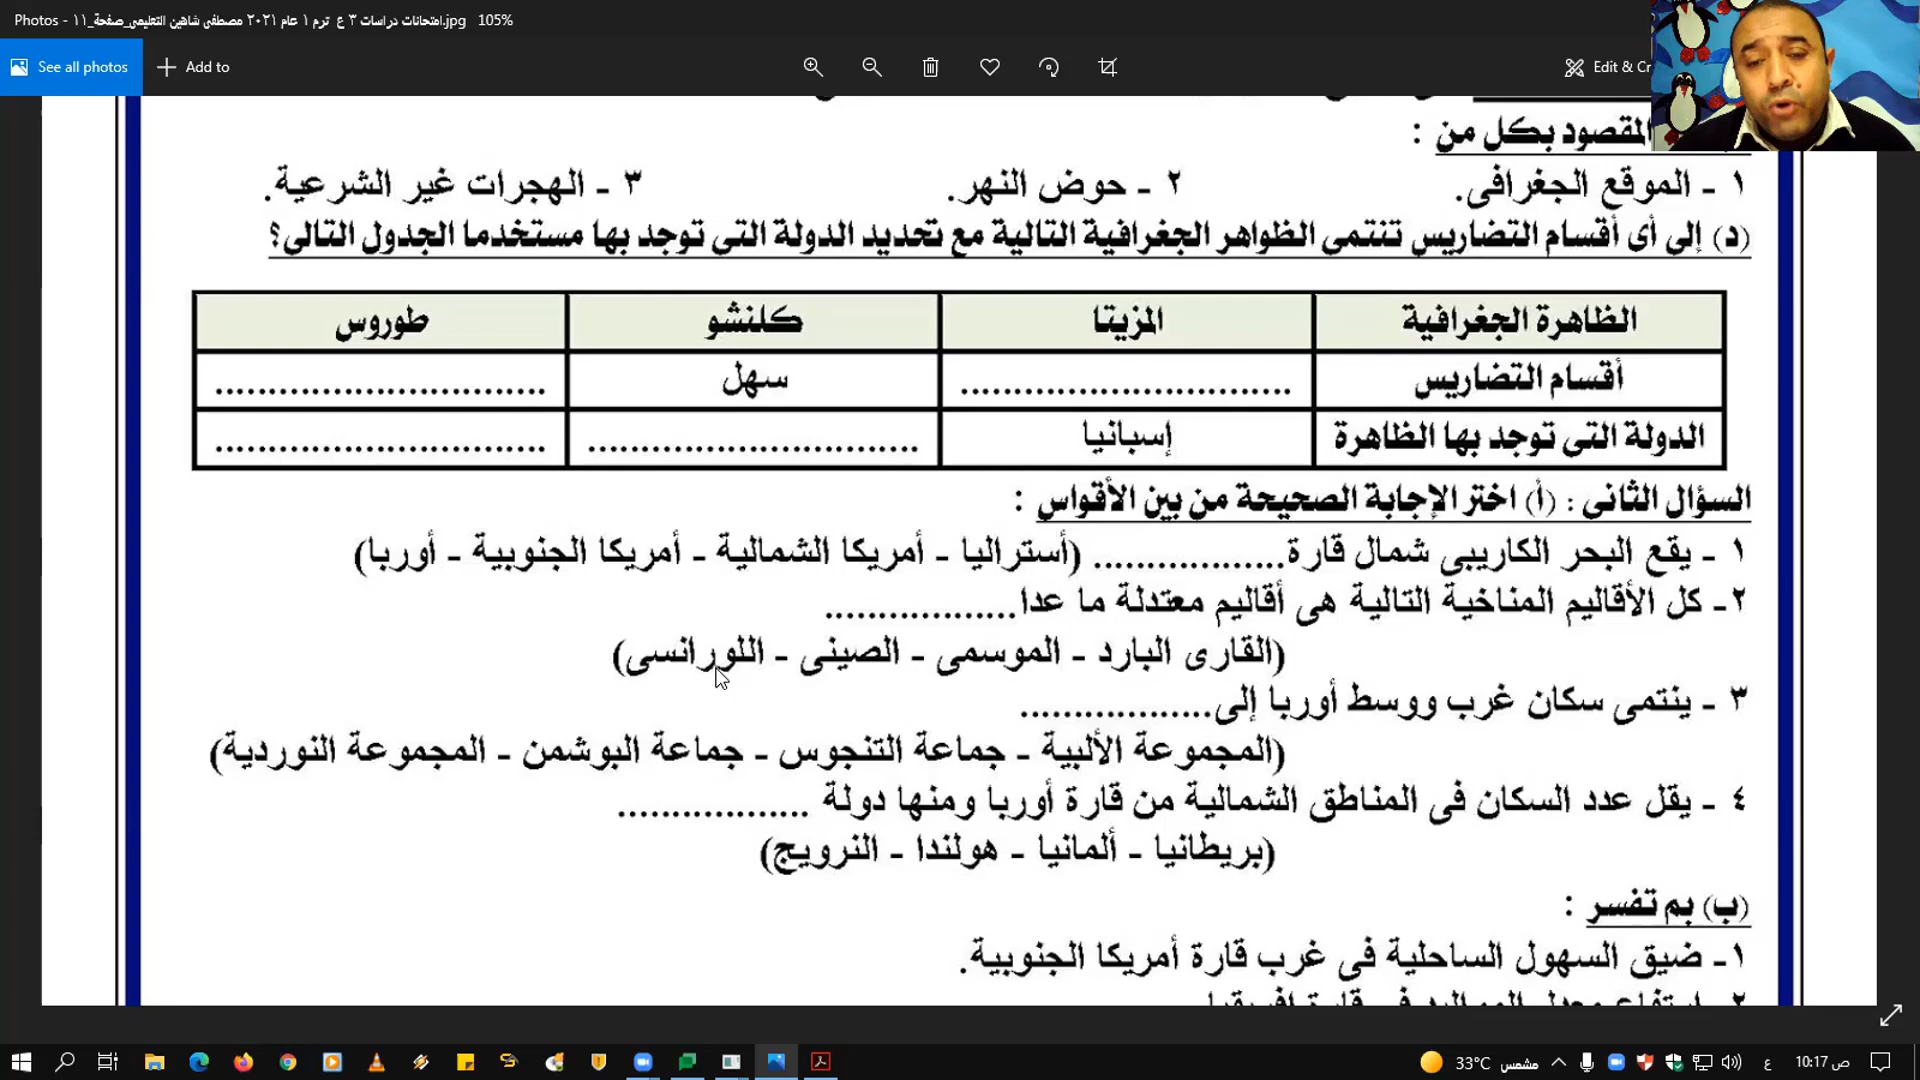 Photos - امتحانات دراسات ٣ ع ترم ١ عام ٢٠٢١ مصطفى شاهين التعليمى_صفحة_١١.jpg 105%
See all photos
Add to
Edit & Cr
المقصود بكل من :
١ - الموقع الجغرافى. ٢ - حوض النهر. ٣ - الهجرات غير الشرعية.
(د) إلى أى أقسام التضاريس تنتمى الظواهر الجغرافية التالية مع تحديد الدولة التى توجد بها مستخدما الجدول التالى؟
الظاهرة الجغرافية المزيتا كلنشو طوروس
أقسام التضاريس ............................ سهل ............................
الدولة التى توجد بها الظاهرة إسبانيا ............................ ............................
السؤال الثانى : (أ) اختر الإجابة الصحيحة من بين الأقواس :
١ - يقع البحر الكاريبى شمال قارة.................. (أستراليا - أمريكا الشمالية - أمريكا الجنوبية - أوربا)
٢- كل الأقاليم المناخية التالية هى أقاليم معتدلة ما عدا..................
(القارى البارد - الموسمى - الصينى - اللورانسى)
٣ - ينتمى سكان غرب ووسط أوربا إلى..................
(المجموعة الألبية - جماعة التنجوس - جماعة البوشمن - المجموعة النوردية)
٤ - يقل عدد السكان فى المناطق الشمالية من قارة أوربا ومنها دولة ..................
(بريطانيا - ألمانيا - هولندا - النرويج)
(ب) بم تفسر :
١- ضيق السهول الساحلية فى غرب قارة أمريكا الجنوبية.
33°C مشمس
ع
10:17 ص